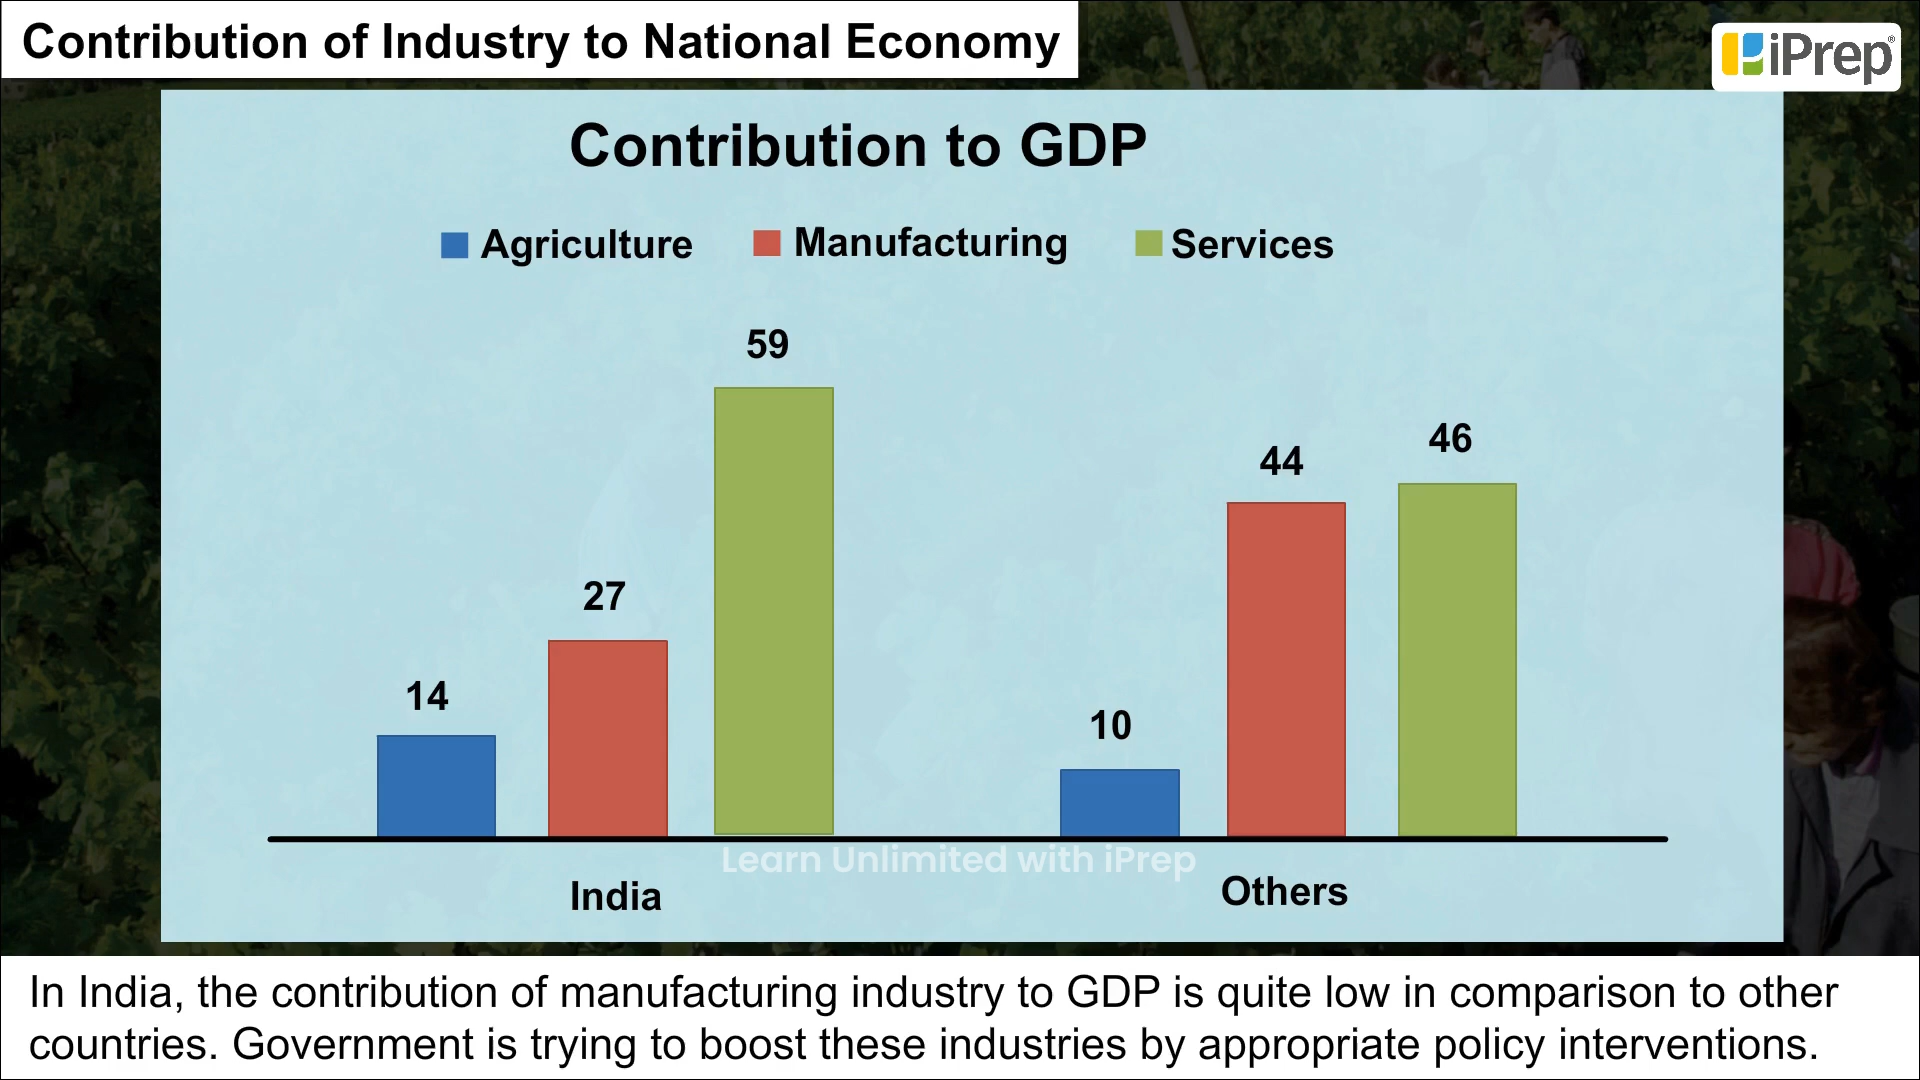 Contribution of Industry to National Economy
iPrep®
Contribution to GDP
Agriculture Manufacturing Services
59
46
44
27
14
10
Learn Unlimited with iPrep
India Others
In India, the contribution of manufacturing industry to GDP is quite low in comparison to other
countries. Government is trying to boost these industries by appropriate policy interventions.